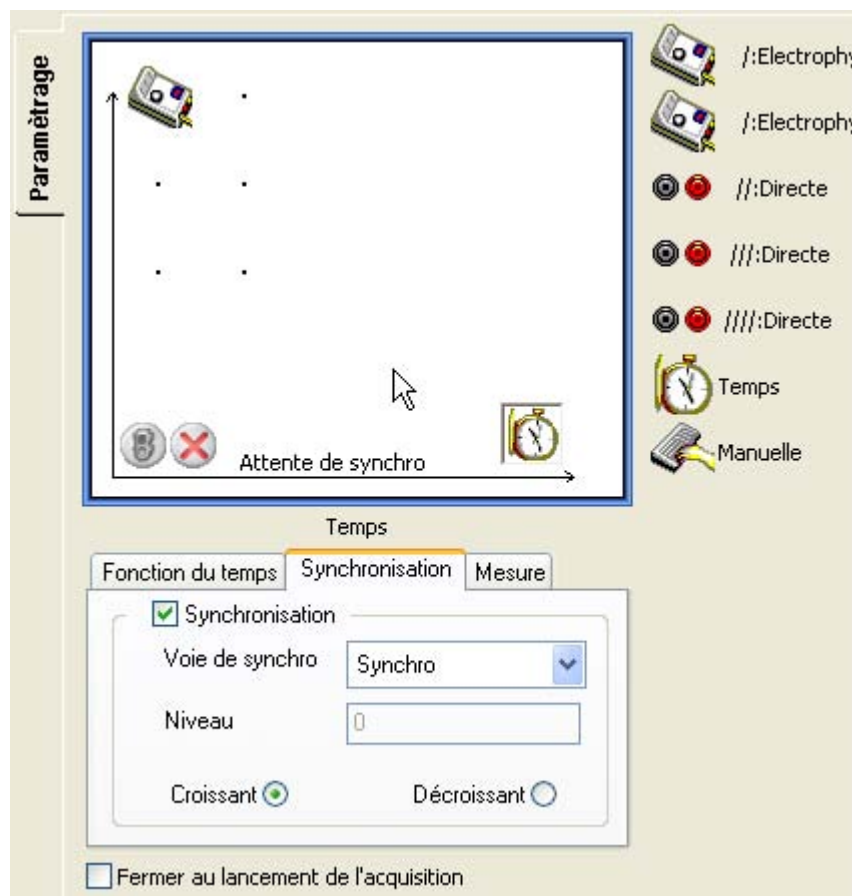 Paramètrage
/:Electrophy
/:Electrophy
//:Directe
///:Directe
////:Directe
Temps
Manuelle
Attente de synchro
Temps
Fonction du temps
Synchronisation
Mesure
Synchronisation
Voie de synchro
Synchro
Niveau
0
Croissant
Décroissant
Fermer au lancement de l'acquisition